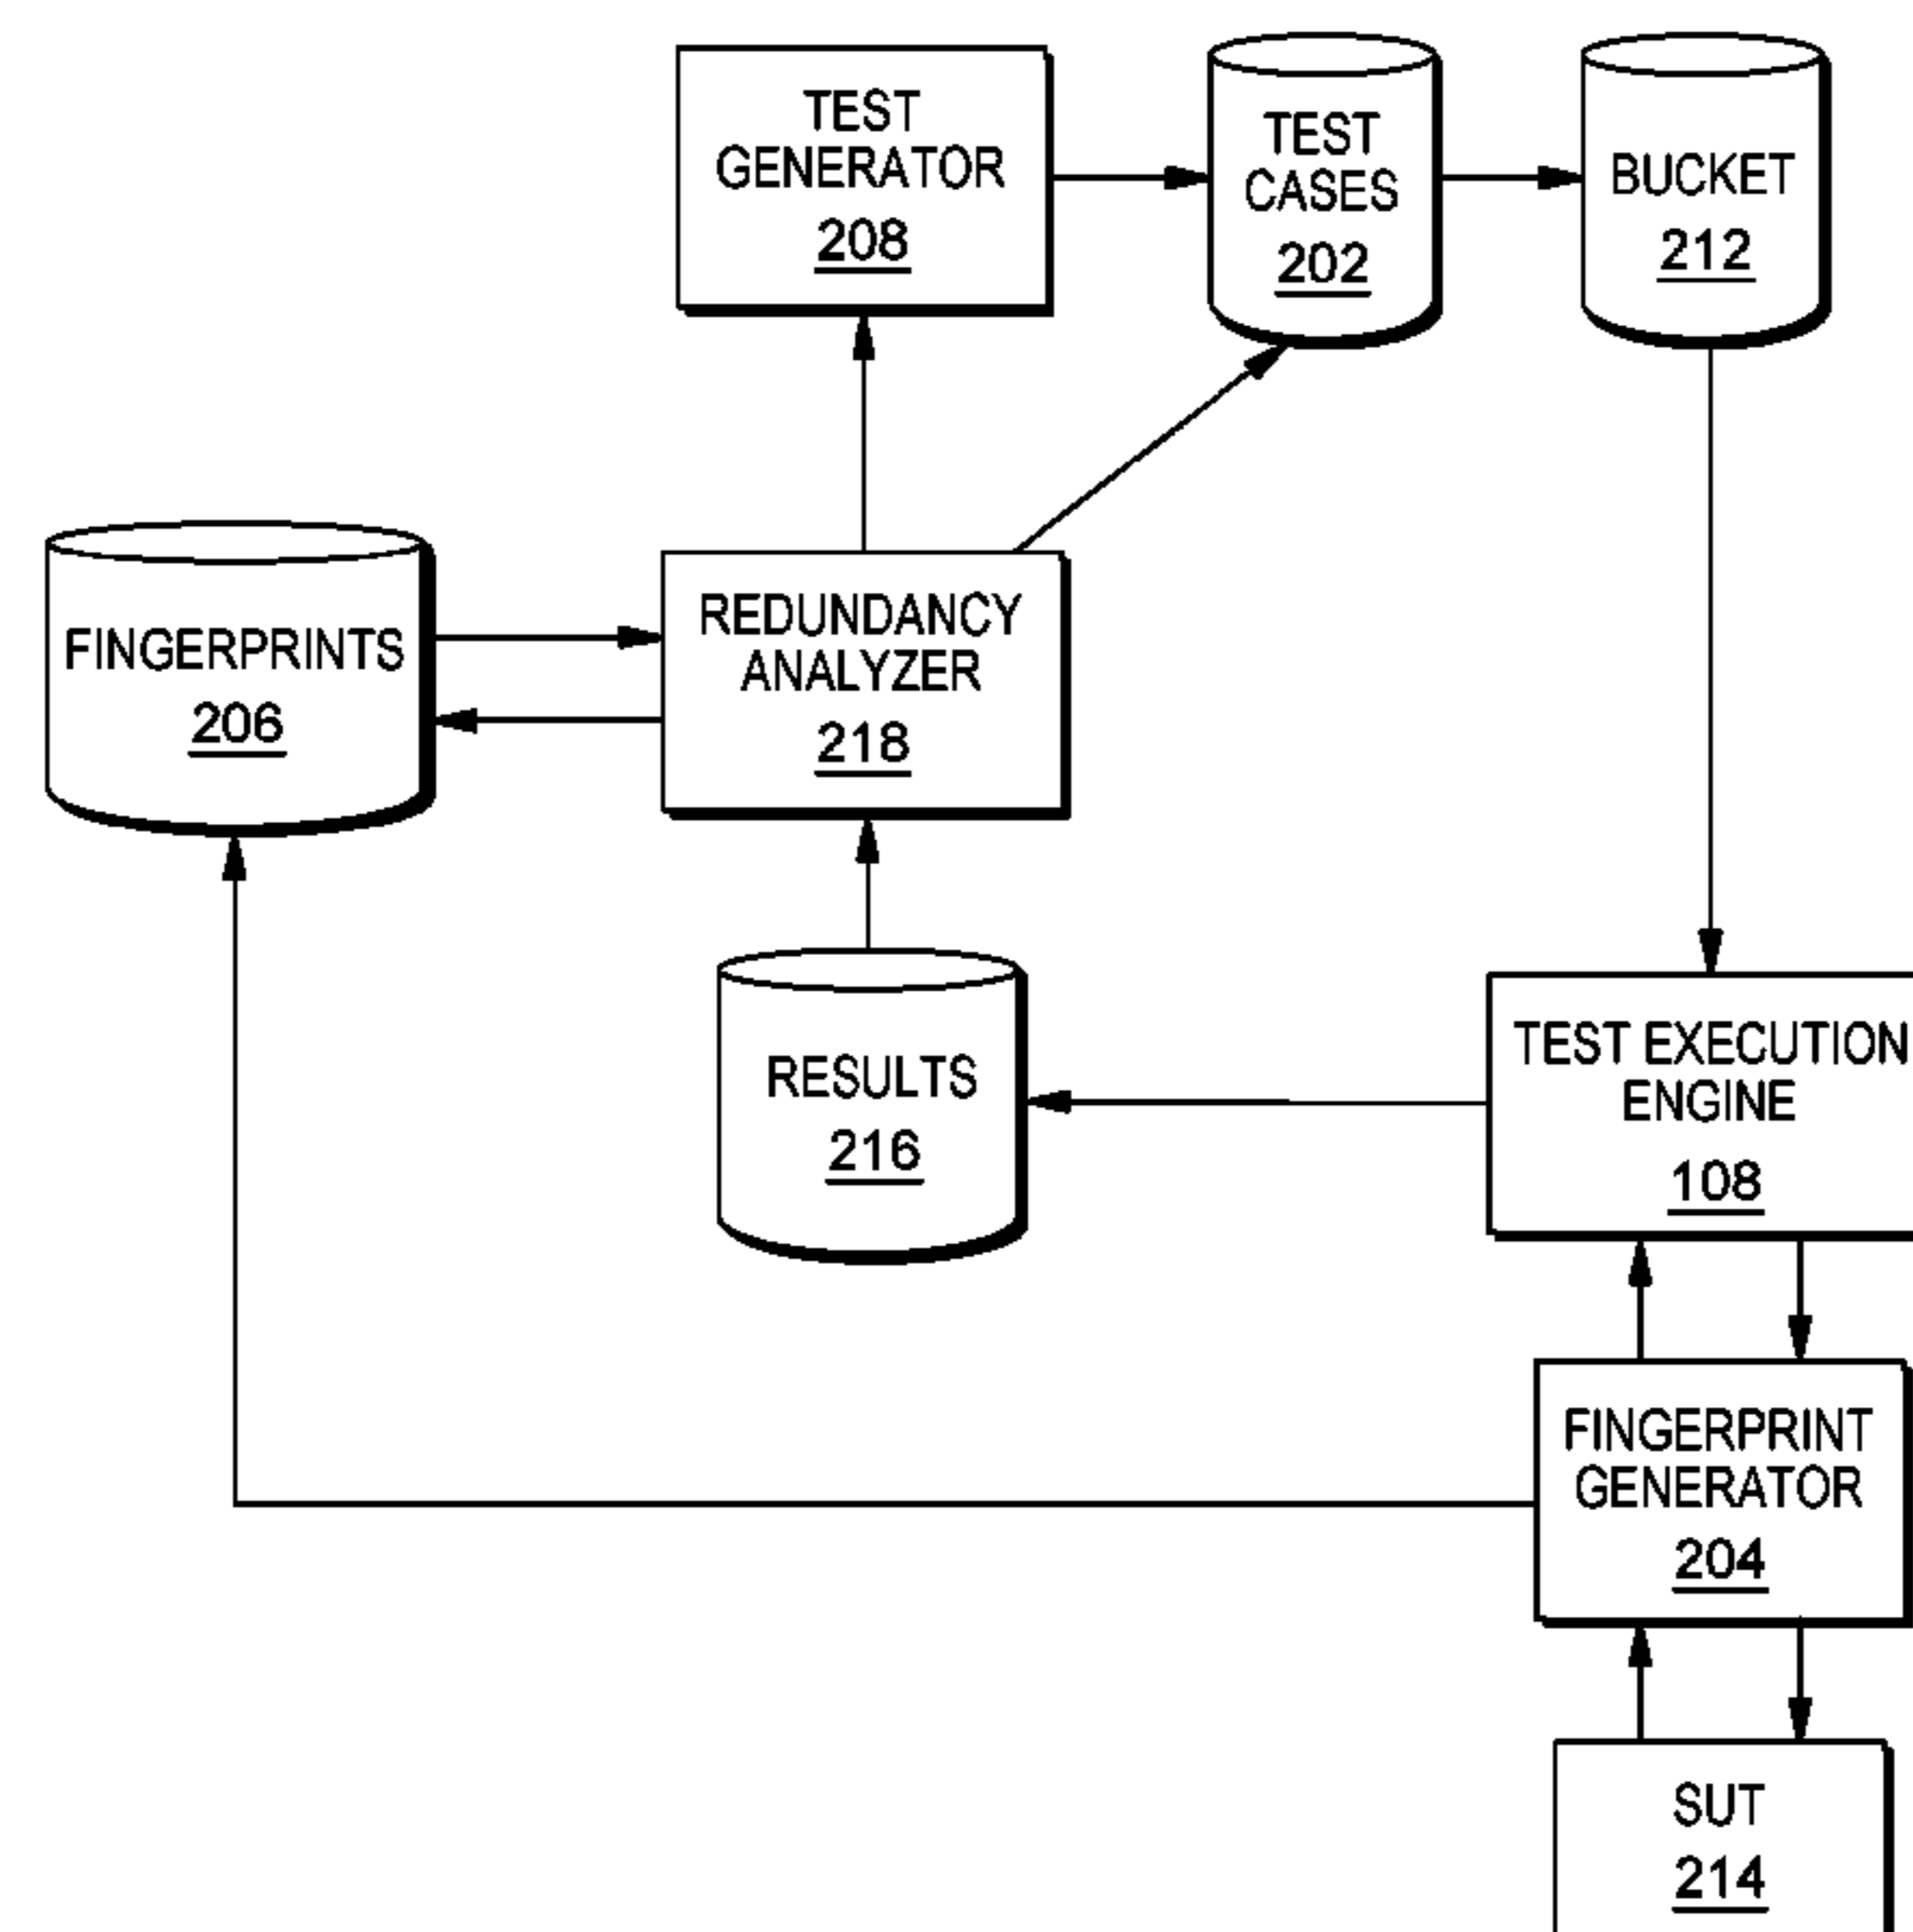 TEST
GENERATOR
208
TEST
CASES
202
BUCKET
212
FINGERPRINTS
206
REDUNDANCY
ANALYZER
218
RESULTS
216
TEST EXECUTION
ENGINE
108
FINGERPRINT
GENERATOR
204
SUT
214